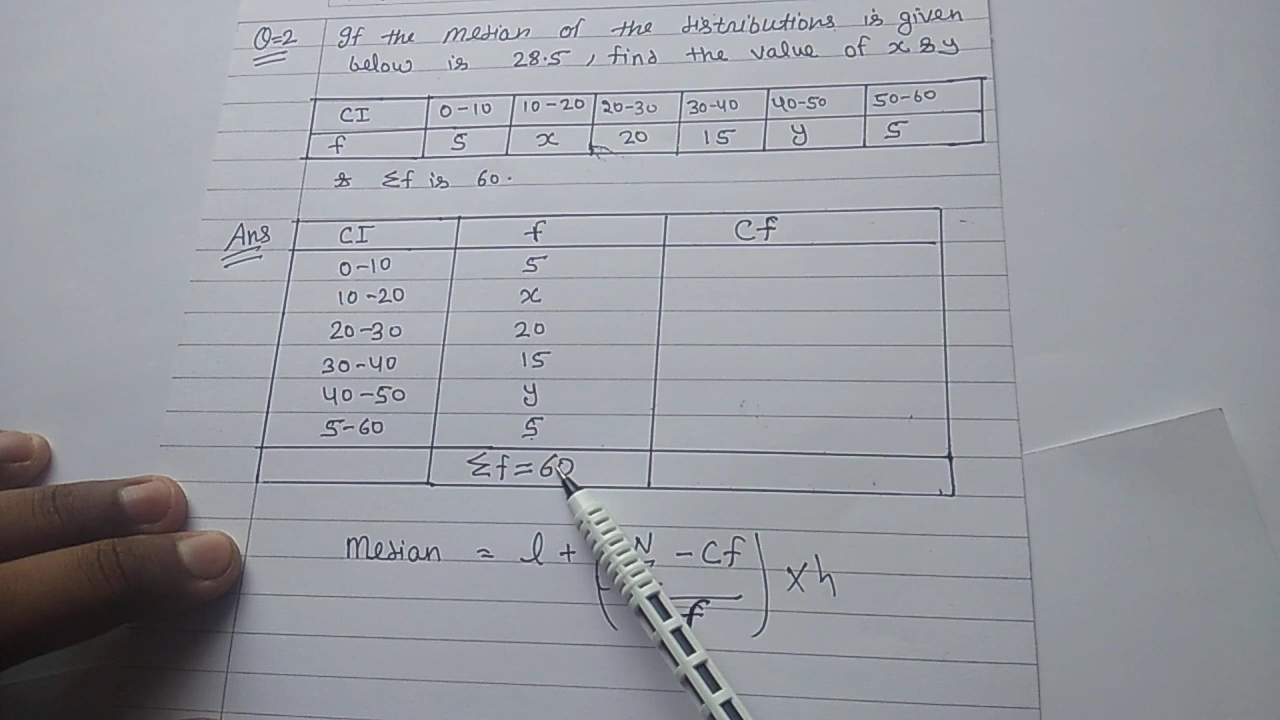 Q=2 If the median of the distributions is given
below is 28.5, find the value of x & y
CI 0-10 10-20 20-30 30-40 40-50 50-60
f 5 x 20 15 y 5
& Σf is 60.
Ans CI f Cf
0-10 5
10-20 x
20-30 20
30-40 15
40-50 y
5-60 5
Σf=60
Median = l + ( N - Cf ) x h
f